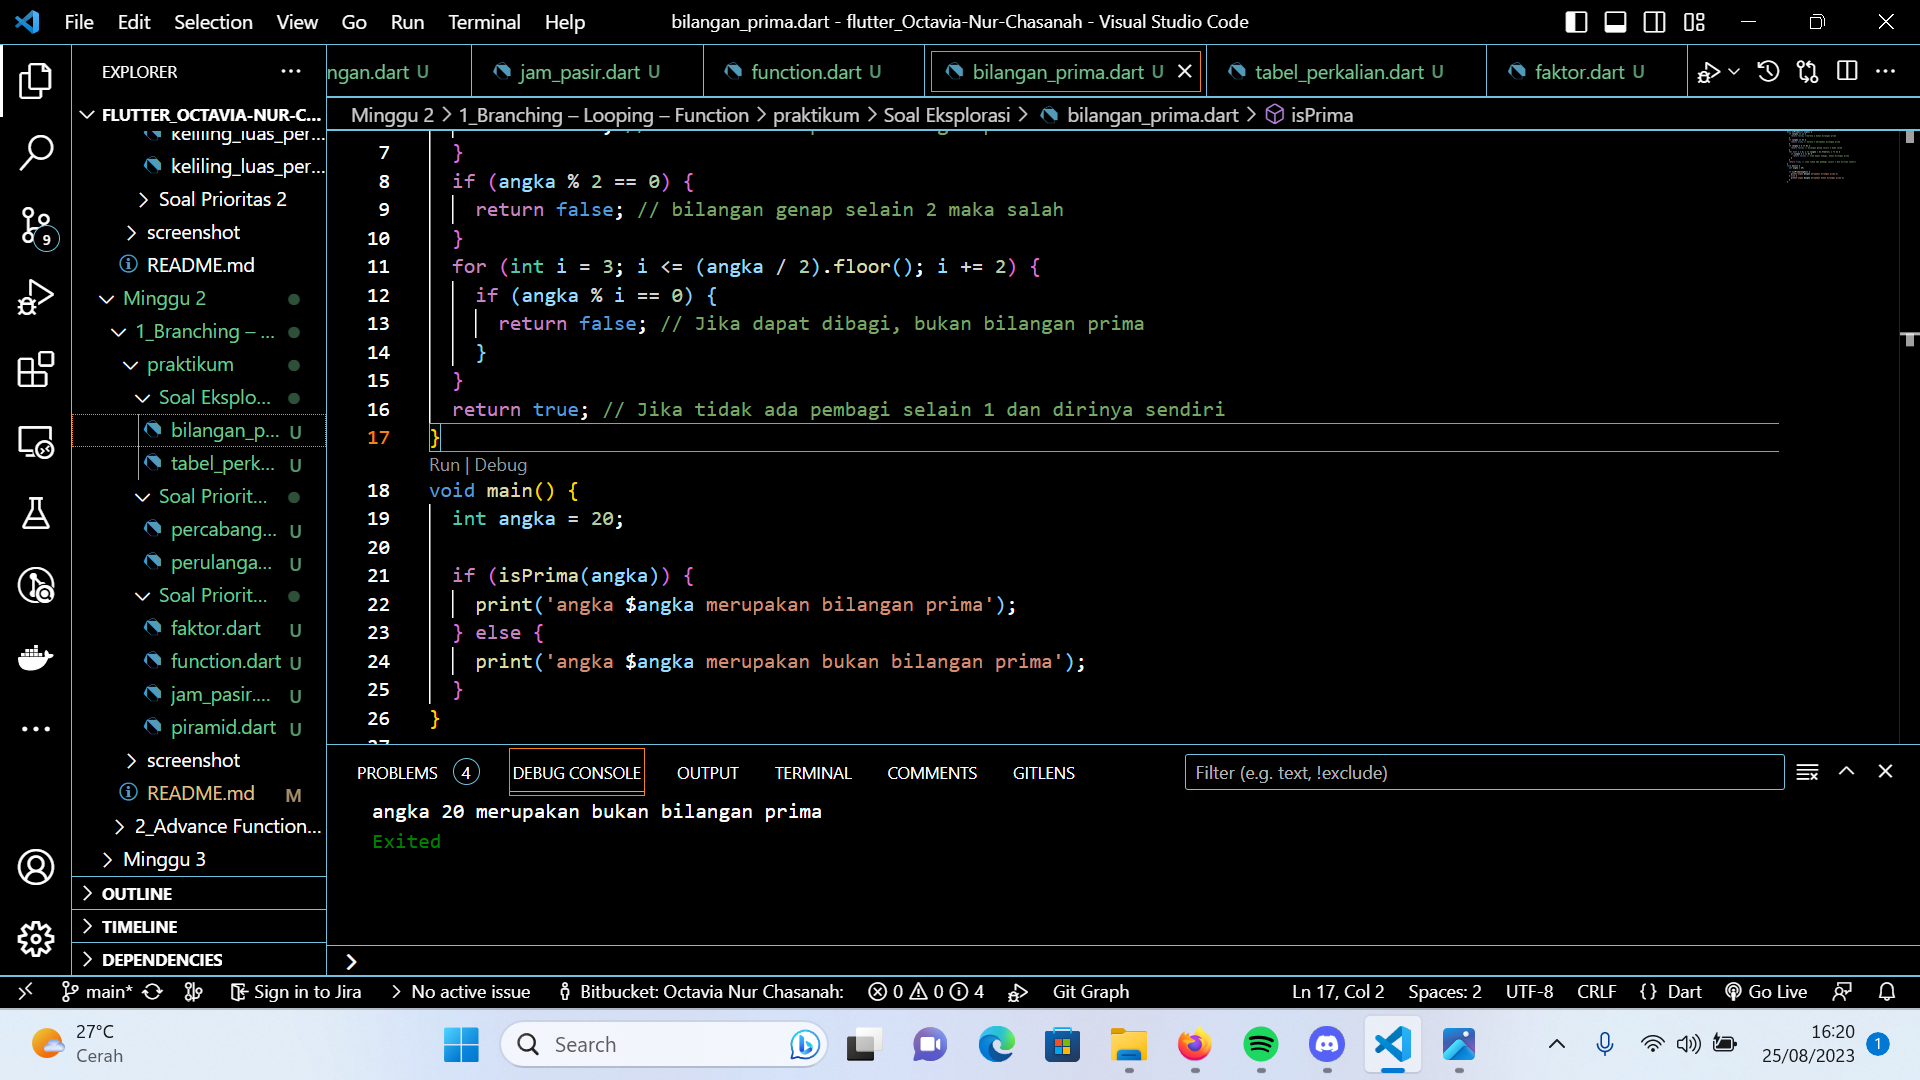 File Edit Selection View Go Run Terminal Help
bilangan_prima.dart - flutter_Octavia-Nur-Chasanah - Visual Studio Code
EXPLORER
ngan.dart U
jam_pasir.dart U
function.dart U
bilangan_prima.dart U
tabel_perkalian.dart U
faktor.dart U
FLUTTER_OCTAVIA-NUR-C...
Minggu 2 > 1_Branching – Looping – Function > praktikum > Soal Eksplorasi > bilangan_prima.dart > isPrima
keliling_luas_per...
keliling_luas_per...
Soal Prioritas 2
screenshot
README.md
Minggu 2
1_Branching – ...
praktikum
Soal Eksplo...
bilangan_p... U
tabel_perk... U
Soal Priorit...
percabang... U
perulanga... U
Soal Priorit...
faktor.dart U
function.dart U
jam_pasir.... U
piramid.dart U
screenshot
README.md M
2_Advance Function...
Minggu 3
OUTLINE
TIMELINE
DEPENDENCIES
9
7 }
8 if (angka % 2 == 0) {
9 return false; // bilangan genap selain 2 maka salah
10 }
11 for (int i = 3; i <= (angka / 2).floor(); i += 2) {
12 if (angka % i == 0) {
13 return false; // Jika dapat dibagi, bukan bilangan prima
14 }
15 }
16 return true; // Jika tidak ada pembagi selain 1 dan dirinya sendiri
17 }
Run | Debug
18 void main() {
19 int angka = 20;
20
21 if (isPrima(angka)) {
22 print('angka $angka merupakan bilangan prima');
23 } else {
24 print('angka $angka merupakan bukan bilangan prima');
25 }
26 }
PROBLEMS 4 DEBUG CONSOLE OUTPUT TERMINAL COMMENTS GITLENS
Filter (e.g. text, !exclude)
angka 20 merupakan bukan bilangan prima
Exited
main* Sign in to Jira > No active issue Bitbucket: Octavia Nur Chasanah: 0 0 4 Git Graph
Ln 17, Col 2 Spaces: 2 UTF-8 CRLF {} Dart Go Live
27°C
Cerah
Search
16:20
25/08/2023
1